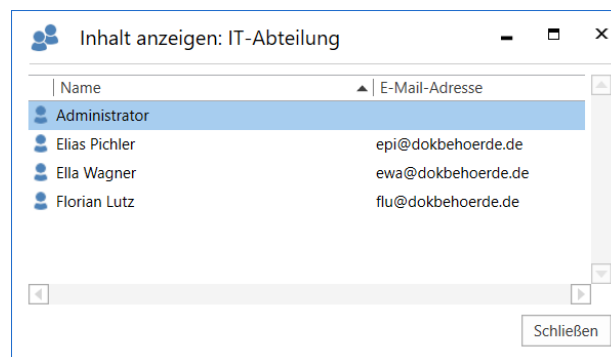 Inhalt anzeigen: IT-Abteilung
Name E-Mail-Adresse
Administrator
Elias Pichler epi@dokbehoerde.de
Ella Wagner ewa@dokbehoerde.de
Florian Lutz flu@dokbehoerde.de
Schließen